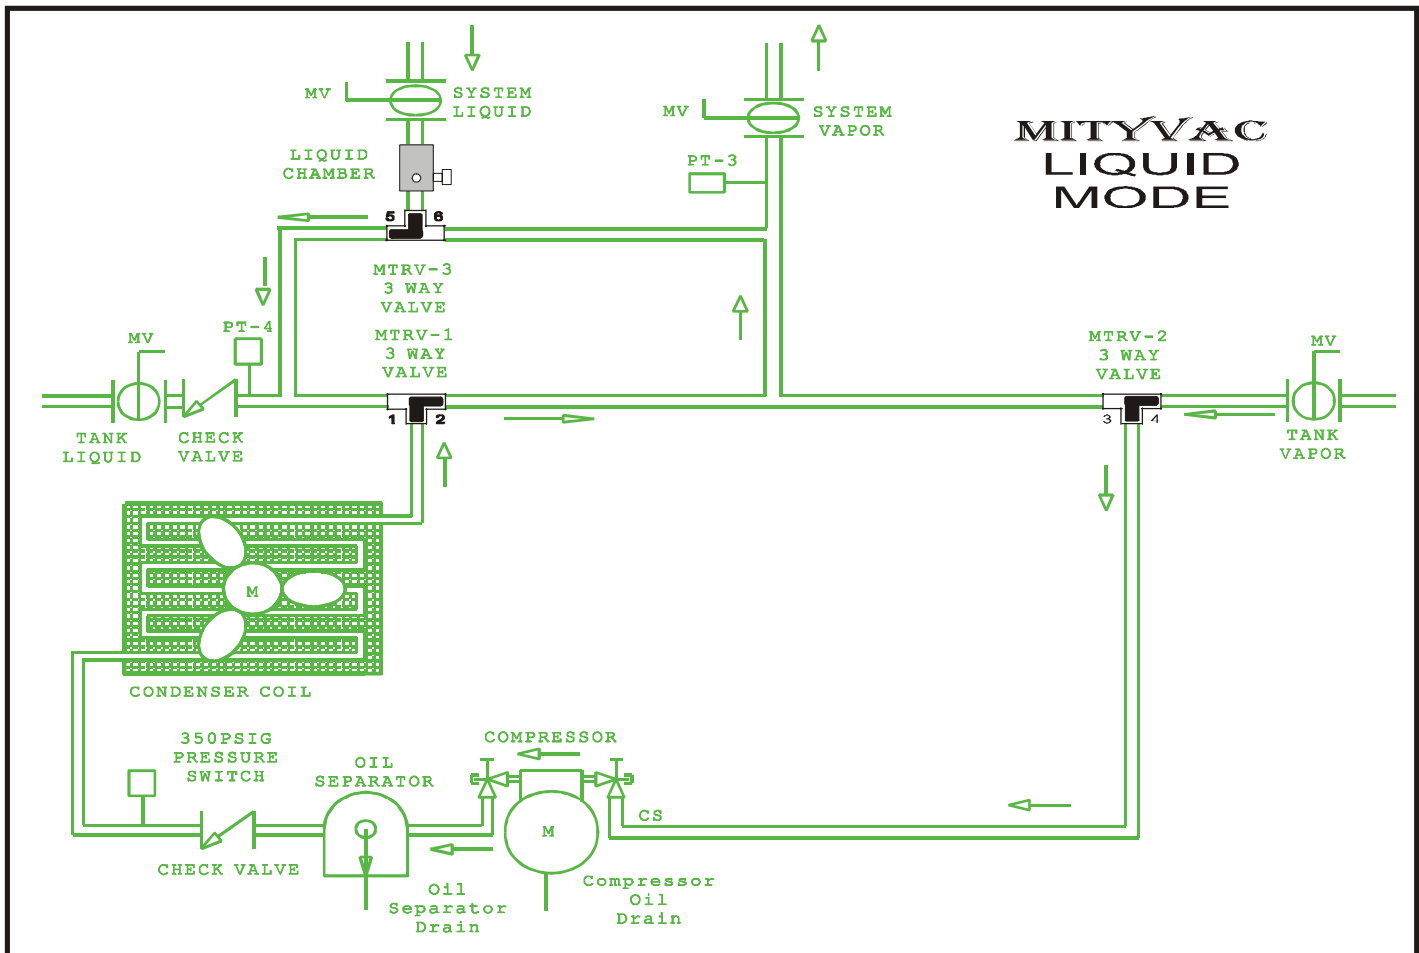 MV
SYSTEM
LIQUID
MV
SYSTEM
VAPOR
MITYVAC
LIQUID
MODE
LIQUID
CHAMBER
PT-3
5
6
MTRV-3
3 WAY
VALVE
PT-4
MV
MTRV-1
3 WAY
VALVE
MTRV-2
3 WAY
VALVE
MV
1
2
3
4
TANK
LIQUID
CHECK
VALVE
TANK
VAPOR
M
CONDENSER COIL
350PSIG
PRESSURE
SWITCH
OIL
SEPARATOR
COMPRESSOR
CS
M
CHECK VALVE
Oil
Separator
Drain
Compressor
Oil
Drain